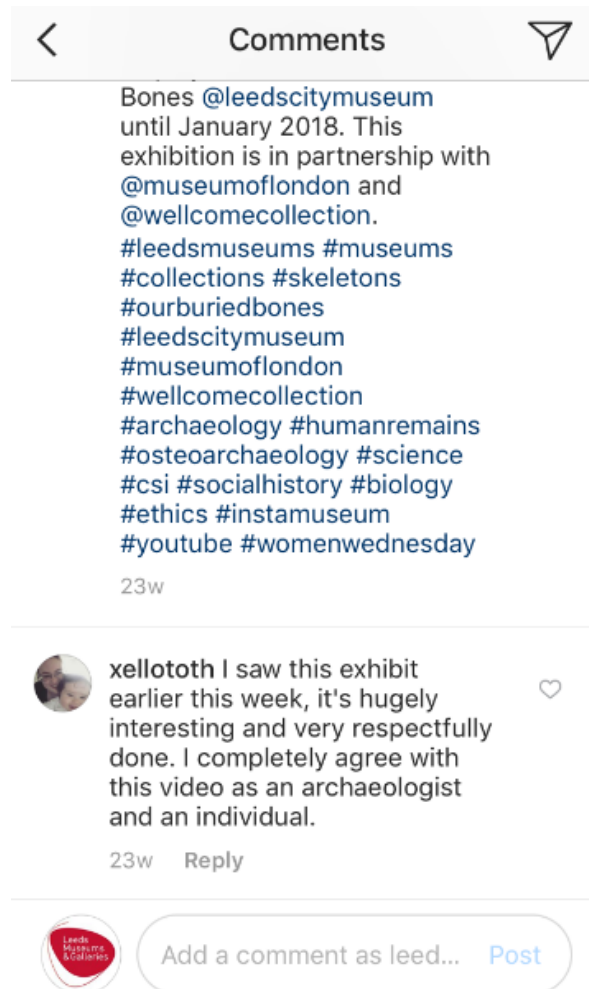 Comments
Bones @leedscitymuseum
until January 2018. This
exhibition is in partnership with
@museumoflondon and
@wellcomecollection.
#leedsmuseums #museums
#collections #skeletons
#ourburiedbones
#leedscitymuseum
#museumoflondon
#wellcomecollection
#archaeology #humanremains
#osteoarchaeology #science
#csi #socialhistory #biology
#ethics #instamuseum
#youtube #womenwednesday
23w
xellototh I saw this exhibit
earlier this week, it's hugely
interesting and very respectfully
done. I completely agree with
this video as an archaeologist
and an individual.
23w Reply
Leeds
Museums
& Galleries
Add a comment as leed... Post